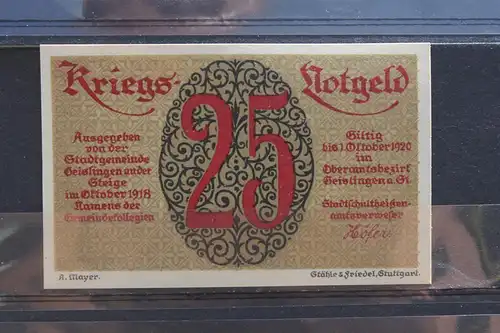 Kriegs Notgeld
25
Ausgegeben
von der
Stadtgemeinde
Geislingen an der
Steige
im Oktober 1918
Namens der
Gemeindekollegien
Gültig
bis 1. Oktober 1920
im
Oberamtsbezirk
Geislingen a. St.
Stadtschultheißen-
amtsverweser
Höfer
A. Mayer.
Stähle & Friedel, Stuttgart.